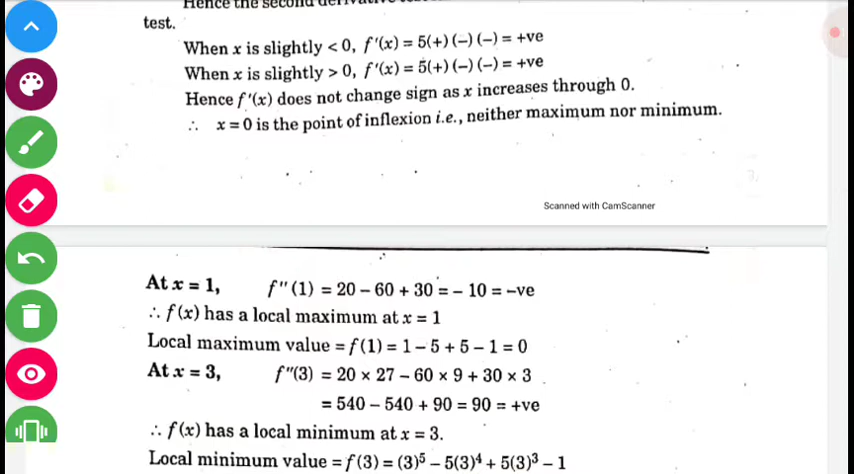 Hence the second
test.
When x is slightly < 0, f'(x) = 5(+) (–) (–) = +ve
When x is slightly > 0, f'(x) = 5(+) (–) (–) = +ve
Hence f'(x) does not change sign as x increases through 0.
∴ x = 0 is the point of inflexion i.e., neither maximum nor minimum.
Scanned with CamScanner
At x = 1, f''(1) = 20 – 60 + 30 = – 10 = –ve
∴ f(x) has a local maximum at x = 1
Local maximum value = f(1) = 1 – 5 + 5 – 1 = 0
At x = 3, f''(3) = 20 × 27 – 60 × 9 + 30 × 3
= 540 – 540 + 90 = 90 = +ve
∴ f(x) has a local minimum at x = 3.
Local minimum value = f(3) = (3)⁵ – 5(3)⁴ + 5(3)³ – 1